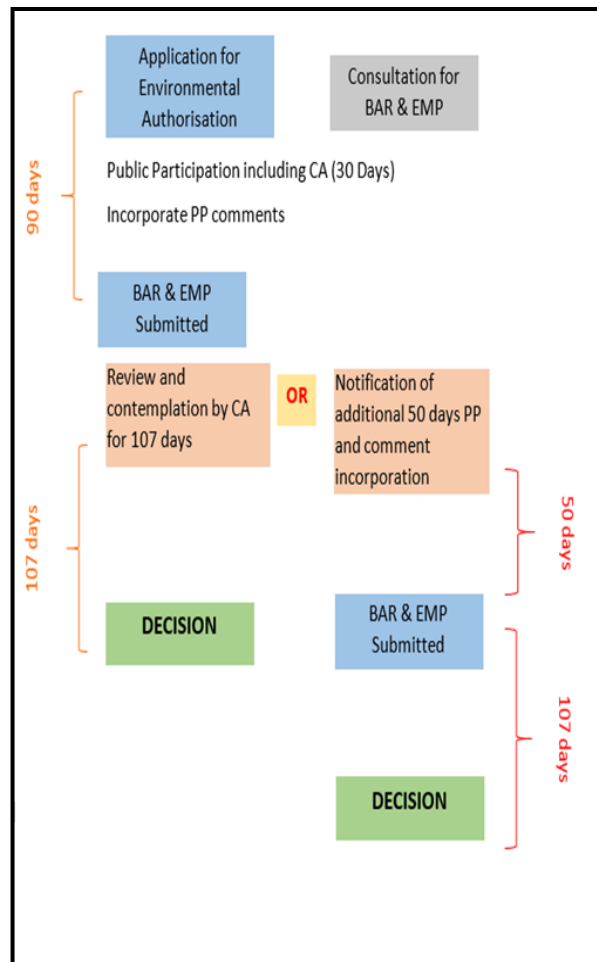 Application for
Environmental
Authorisation
Consultation for
BAR & EMP
90 days
Public Participation including CA (30 Days)
Incorporate PP comments
BAR & EMP
Submitted
Review and
contemplation by CA
for 107 days
OR
Notification of
additional 50 days PP
and comment
incorporation
107 days
50 days
DECISION
BAR & EMP
Submitted
107 days
DECISION